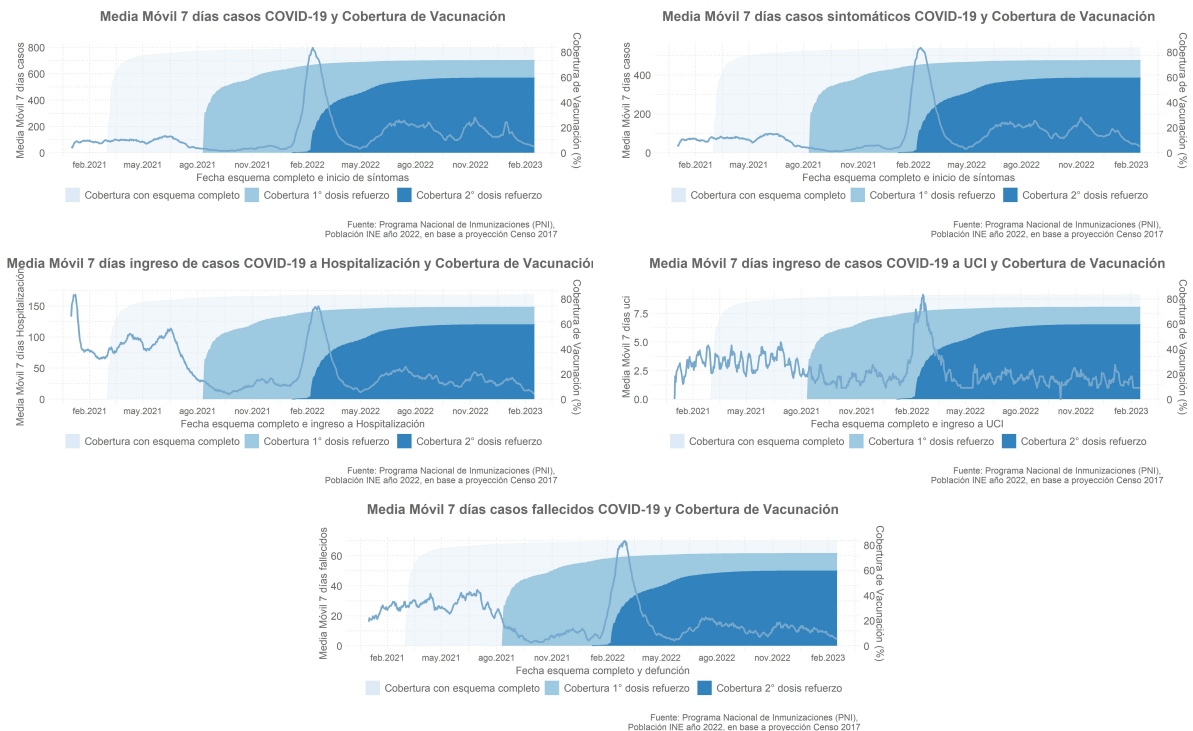 Media Móvil 7 días casos COVID-19 y Cobertura de Vacunación
Media Móvil 7 días casos
800
600
400
200
0
Cobertura de Vacunación (%)
80
60
40
20
0
feb.2021 may.2021 ago.2021 nov.2021 feb.2022 may.2022 ago.2022 nov.2022 feb.2023
Fecha esquema completo e inicio de síntomas
Cobertura con esquema completo Cobertura 1° dosis refuerzo Cobertura 2° dosis refuerzo
Fuente: Programa Nacional de Inmunizaciones (PNI),
Población INE año 2022, en base a proyección Censo 2017
Media Móvil 7 días casos sintomáticos COVID-19 y Cobertura de Vacunación
Media Móvil 7 días casos
400
200
0
Cobertura de Vacunación (%)
80
60
40
20
0
feb.2021 may.2021 ago.2021 nov.2021 feb.2022 may.2022 ago.2022 nov.2022 feb.2023
Fecha esquema completo e inicio de síntomas
Cobertura con esquema completo Cobertura 1° dosis refuerzo Cobertura 2° dosis refuerzo
Fuente: Programa Nacional de Inmunizaciones (PNI),
Población INE año 2022, en base a proyección Censo 2017
Media Móvil 7 días ingreso de casos COVID-19 a Hospitalización y Cobertura de Vacunación
Media Móvil 7 días Hospitalización
150
100
50
0
Cobertura de Vacunación (%)
80
60
40
20
0
feb.2021 may.2021 ago.2021 nov.2021 feb.2022 may.2022 ago.2022 nov.2022 feb.2023
Fecha esquema completo e ingreso a Hospitalización
Cobertura con esquema completo Cobertura 1° dosis refuerzo Cobertura 2° dosis refuerzo
Fuente: Programa Nacional de Inmunizaciones (PNI),
Población INE año 2022, en base a proyección Censo 2017
Media Móvil 7 días ingreso de casos COVID-19 a UCI y Cobertura de Vacunación
Media Móvil 7 días uci
7.5
5.0
2.5
0.0
Cobertura de Vacunación (%)
80
60
40
20
0
feb.2021 may.2021 ago.2021 nov.2021 feb.2022 may.2022 ago.2022 nov.2022 feb.2023
Fecha esquema completo e ingreso a UCI
Cobertura con esquema completo Cobertura 1° dosis refuerzo Cobertura 2° dosis refuerzo
Fuente: Programa Nacional de Inmunizaciones (PNI),
Población INE año 2022, en base a proyección Censo 2017
Media Móvil 7 días casos fallecidos COVID-19 y Cobertura de Vacunación
Media Móvil 7 días fallecidos
60
40
20
0
Cobertura de Vacunación (%)
80
60
40
20
0
feb.2021 may.2021 ago.2021 nov.2021 feb.2022 may.2022 ago.2022 nov.2022 feb.2023
Fecha esquema completo y defunción
Cobertura con esquema completo Cobertura 1° dosis refuerzo Cobertura 2° dosis refuerzo
Fuente: Programa Nacional de Inmunizaciones (PNI),
Población INE año 2022, en base a proyección Censo 2017